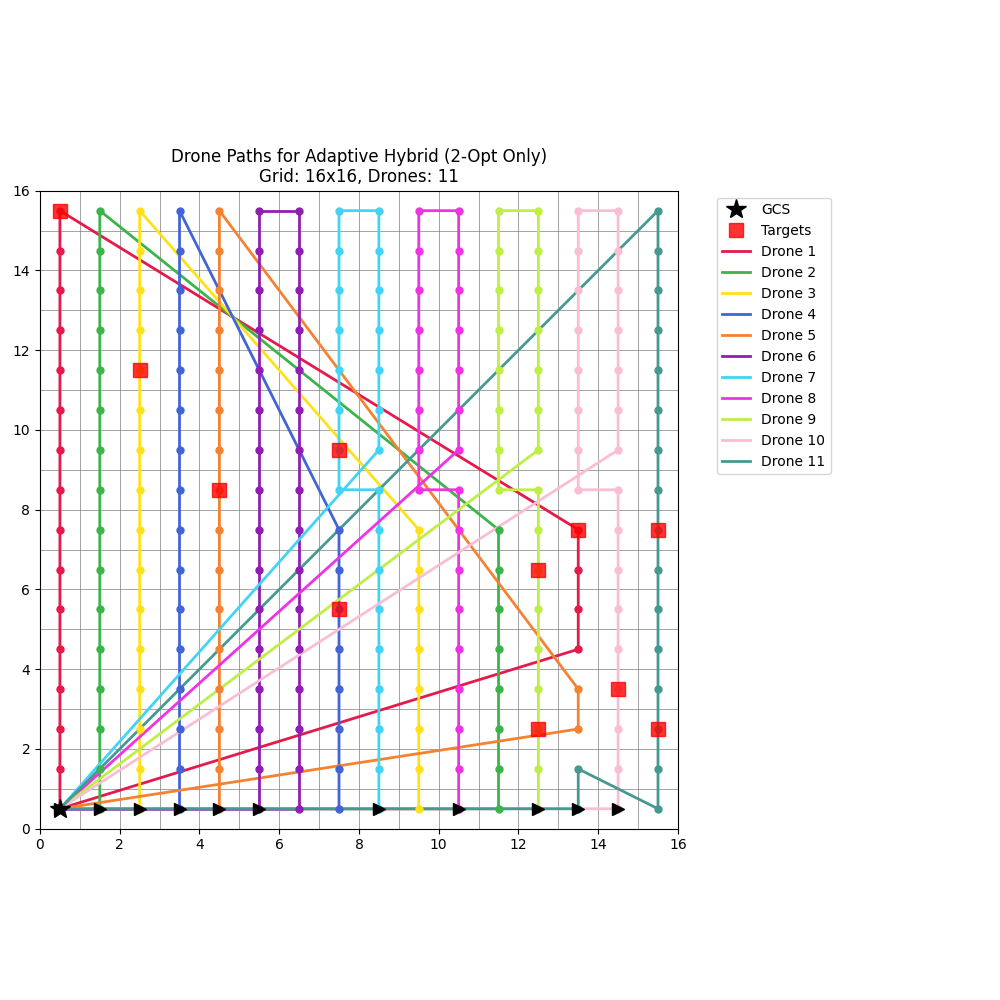 Drone Paths for Adaptive Hybrid (2-Opt Only)
Grid: 16x16, Drones: 11
16
14
12
10
8
6
4
2
0
0 2 4 6 8 10 12 14 16
GCS
Targets
Drone 1
Drone 2
Drone 3
Drone 4
Drone 5
Drone 6
Drone 7
Drone 8
Drone 9
Drone 10
Drone 11